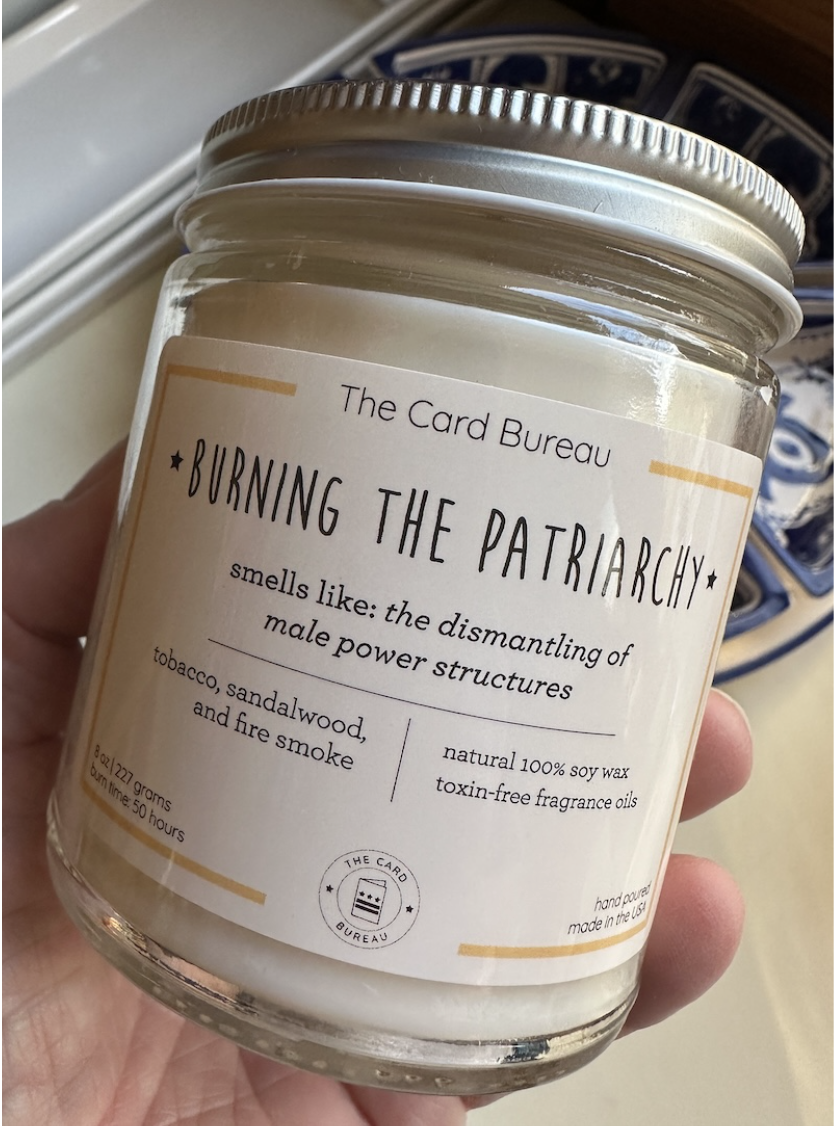 The Card Bureau
BURNING THE PATRIARCHY
smells like: the dismantling of
male power structures
tobacco, sandalwood,
and fire smoke
natural 100% soy wax
toxin-free fragrance oils
8 oz | 227 grams
burn time: 50 hours
THE CARD
BUREAU
hand poured
made in the USA